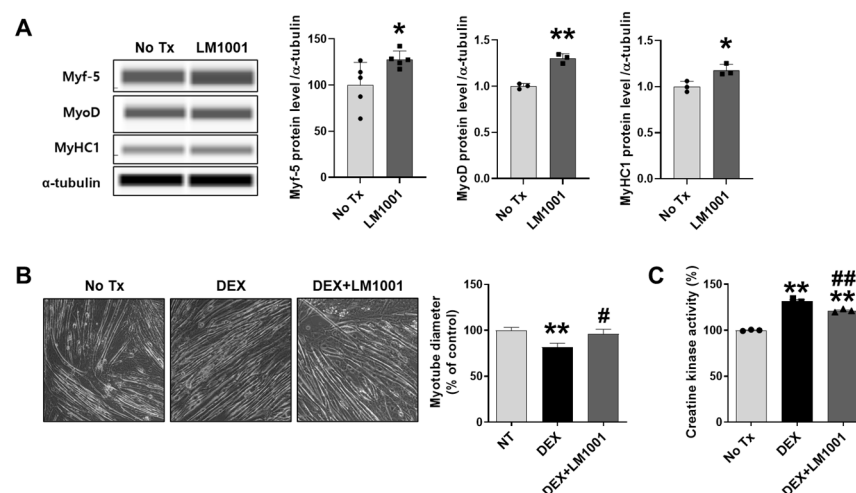 A
No Tx LM1001
Myf-5
MyoD
MyHC1
α-tubulin
Myf-5 protein level/α-tubulin
150
100
50
0
*
No Tx
LM1001
MyoD protein level/α-tubulin
1.5
1.0
0.5
0.0
**
No Tx
LM1001
MyHC1 protein level/α-tubulin
1.5
1.0
0.5
0.0
*
No Tx
LM1001
B
No Tx DEX DEX+LM1001
Myotube diameter
(% of control)
150
100
50
0
**
#
NT
DEX
DEX+LM1001
C
Creatine kinase activity (%)
150
100
50
0
**
##
**
No Tx
DEX
DEX+LM1001